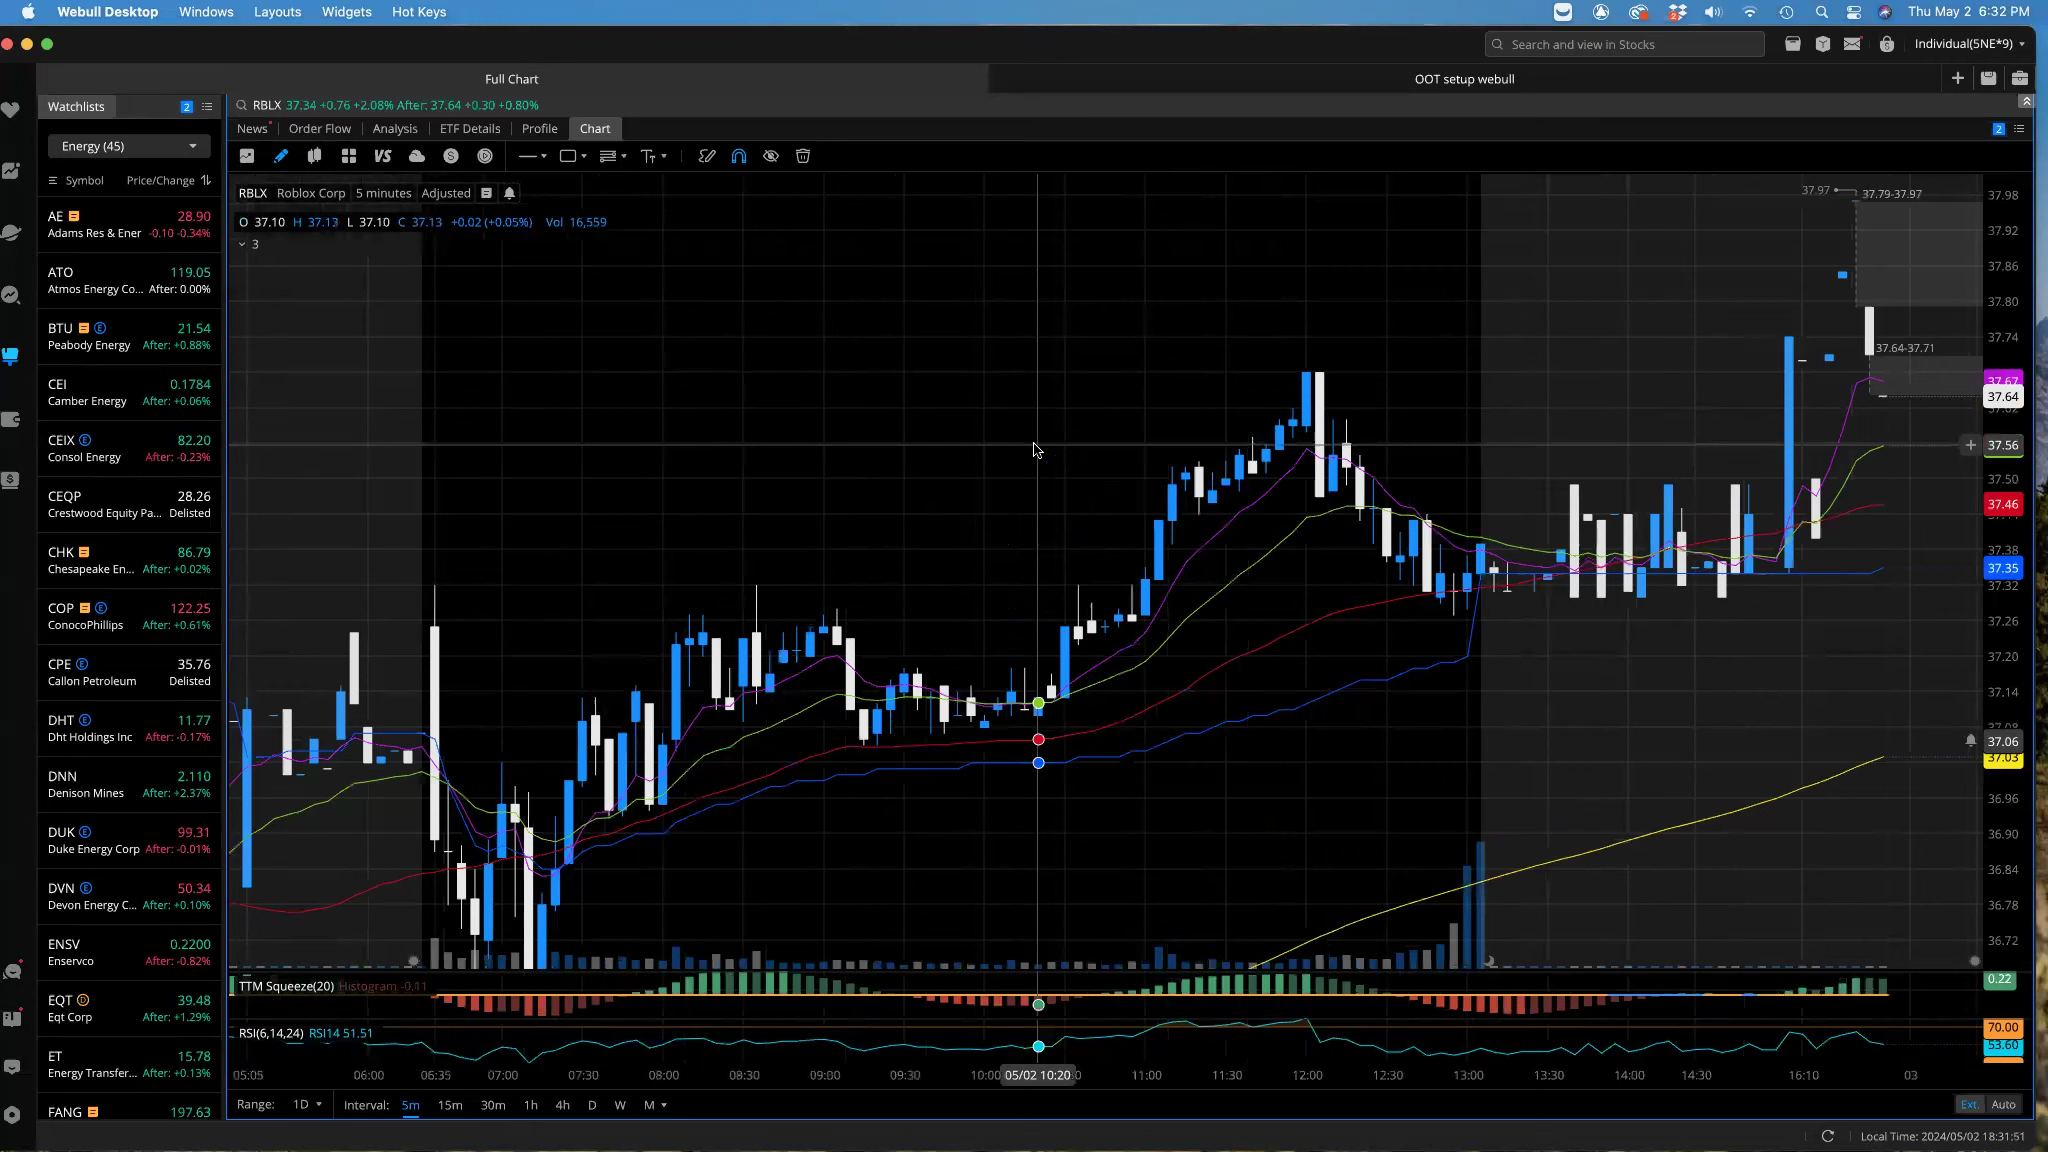 Webull Desktop Windows Layouts Widgets Hot Keys
2
Thu May 2 6:32 PM
Search and view in Stocks
Individual(5NE*9)
Full Chart
OOT setup webull
Watchlists 2
RBLX 37.34 +0.76 +2.08% After: 37.64 +0.30 +0.80%
News Order Flow Analysis ETF Details Profile Chart
2
Energy (45)
VS
Symbol Price/Change
RBLX Roblox Corp 5 minutes Adjusted
O 37.10 H 37.13 L 37.10 C 37.13 +0.02 (+0.05%) Vol 16,559
3
AE 28.90
Adams Res & Ener -0.10 -0.34%
ATO 119.05
Atmos Energy Co... After: 0.00%
BTU E 21.54
Peabody Energy After: +0.88%
CEI 0.1784
Camber Energy After: +0.06%
CEIX E 82.20
Consol Energy After: -0.23%
CEQP 28.26
Crestwood Equity Pa... Delisted
CHK 86.79
Chesapeake En... After: +0.02%
COP E 122.25
ConocoPhillips After: +0.61%
CPE E 35.76
Callon Petroleum Delisted
DHT E 11.77
Dht Holdings Inc After: -0.17%
DNN 2.110
Denison Mines After: +2.37%
DUK E 99.31
Duke Energy Corp After: -0.01%
DVN E 50.34
Devon Energy C... After: +0.10%
ENSV 0.2200
Enservco After: -0.82%
EQT D 39.48
Eqt Corp After: +1.29%
ET 15.78
Energy Transfer... After: +0.13%
FANG 197.63
37.97
37.79-37.97
37.64-37.71
37.98
37.92
37.86
37.80
37.74
37.67
37.64
37.62
37.56
37.50
37.46
37.38
37.35
37.32
37.26
37.20
37.14
37.08
37.06
37.03
36.96
36.90
36.84
36.78
36.72
TTM Squeeze(20) Histogram -0.11
0.22
RSI(6,14,24) RSI14 51.51
70.00
53.60
05:05 06:00 06:35 07:00 07:30 08:00 08:30 09:00 09:30 10:00 05/02 10:20 11:00 11:30 12:00 12:30 13:00 13:30 14:00 14:30 16:10 03
Range: 1D Interval: 5m 15m 30m 1h 4h D W M
Ext. Auto
Local Time: 2024/05/02 18:31:51